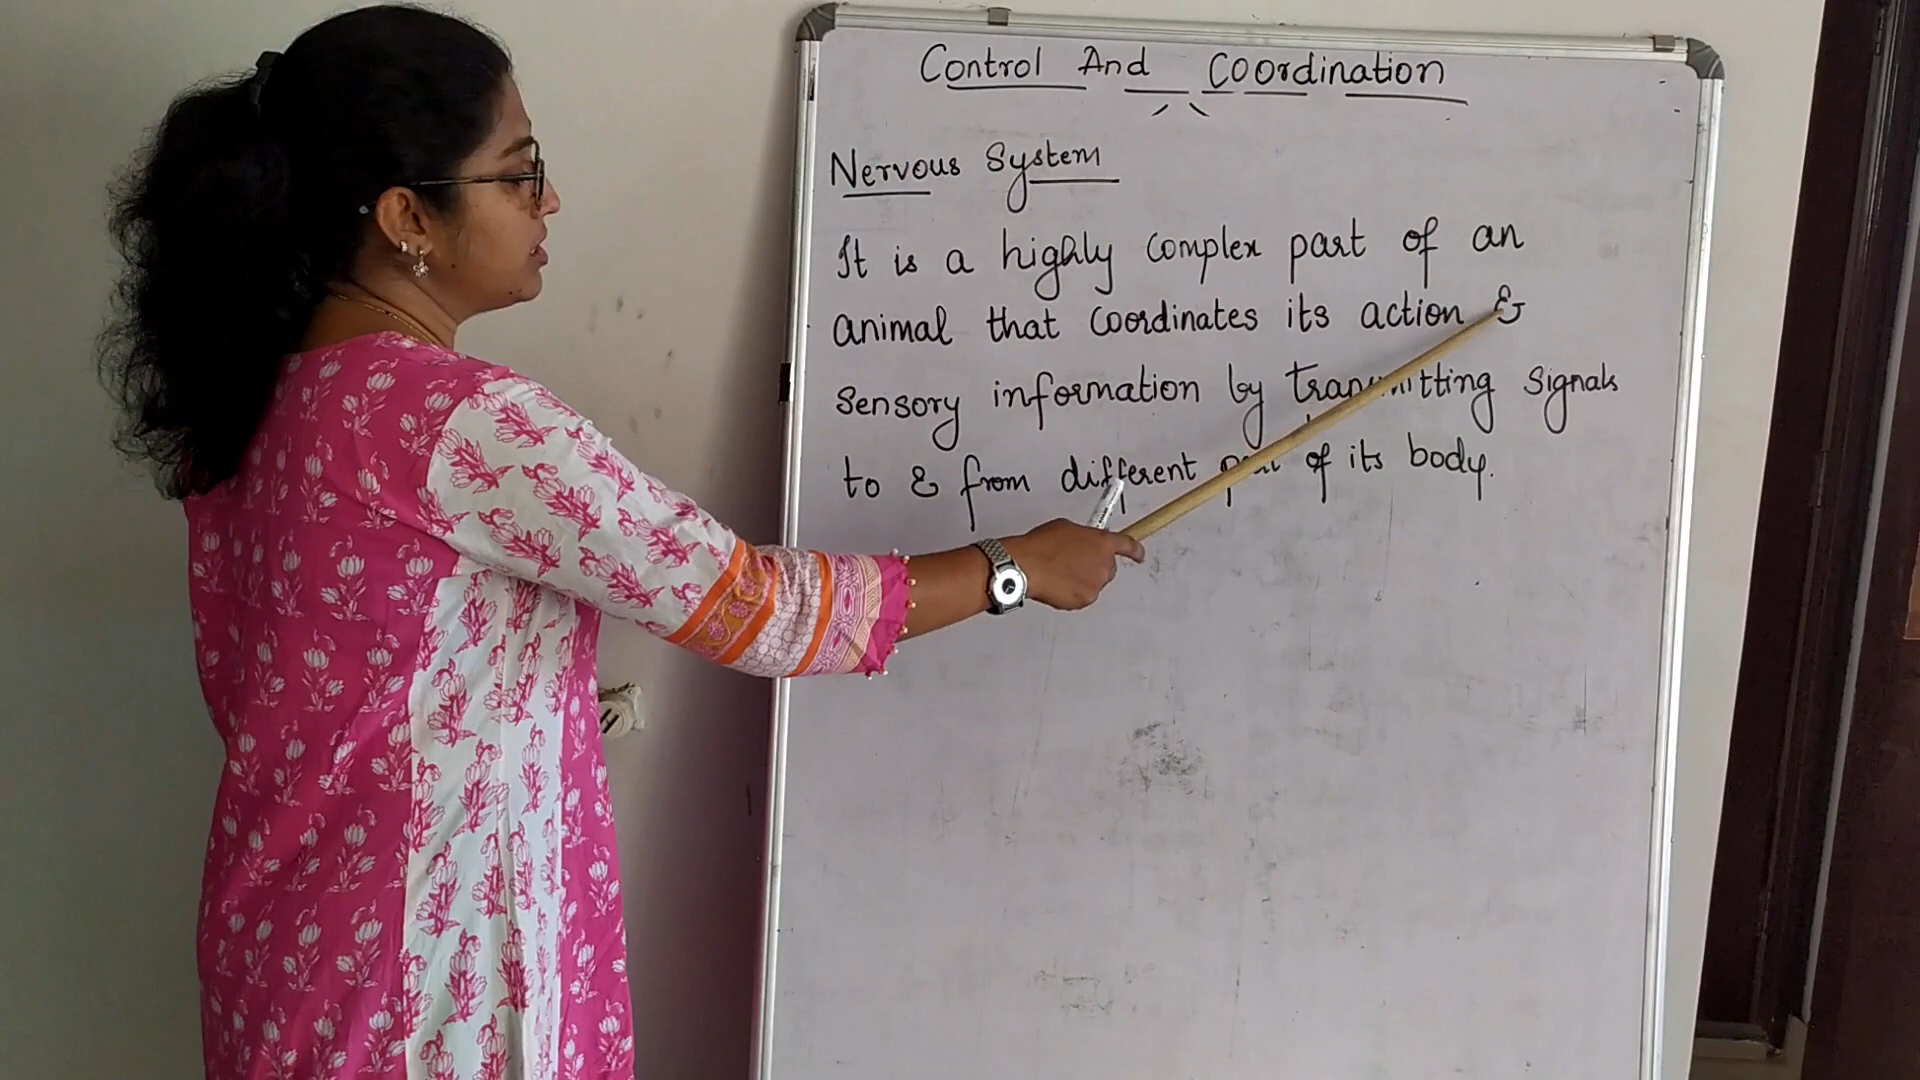 Control And Coordination
Nervous System
It is a highly complex part of an
animal that coordinates its action &
sensory information by transmitting signals
to & from different part of its body.